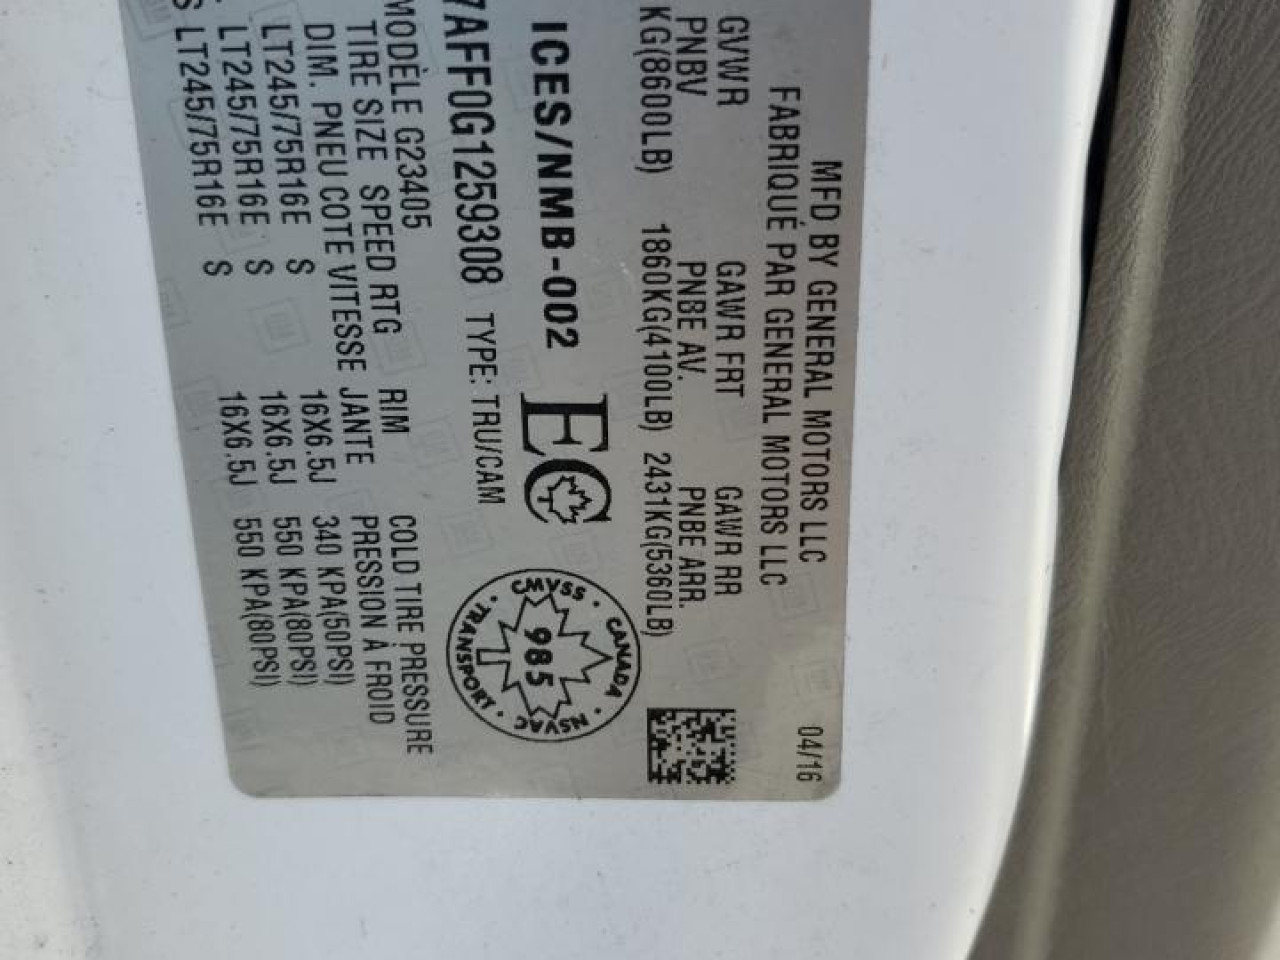 MFD BY GENERAL MOTORS LLC 04/16
FABRIQUÉ PAR GENERAL MOTORS LLC
GVWR GAWR FRT GAWR RR
PNBV PNBE AV. PNBE ARR.
KG(8600LB) 1860KG(4100LB) 2431KG(5360LB)
ICES/NMB-002 EC
CMVSS · CANADA · NSVAC · TRANSPORT ·
985
7AFF0G1259308 TYPE: TRU/CAM
MODÈLE G23405
TIRE SIZE SPEED RTG RIM COLD TIRE PRESSURE
DIM. PNEU COTE VITESSE JANTE PRESSION À FROID
LT245/75R16E S 16X6.5J 340 KPA(50PSI)
LT245/75R16E S 16X6.5J 550 KPA(80PSI)
S LT245/75R16E S 16X6.5J 550 KPA(80PSI)